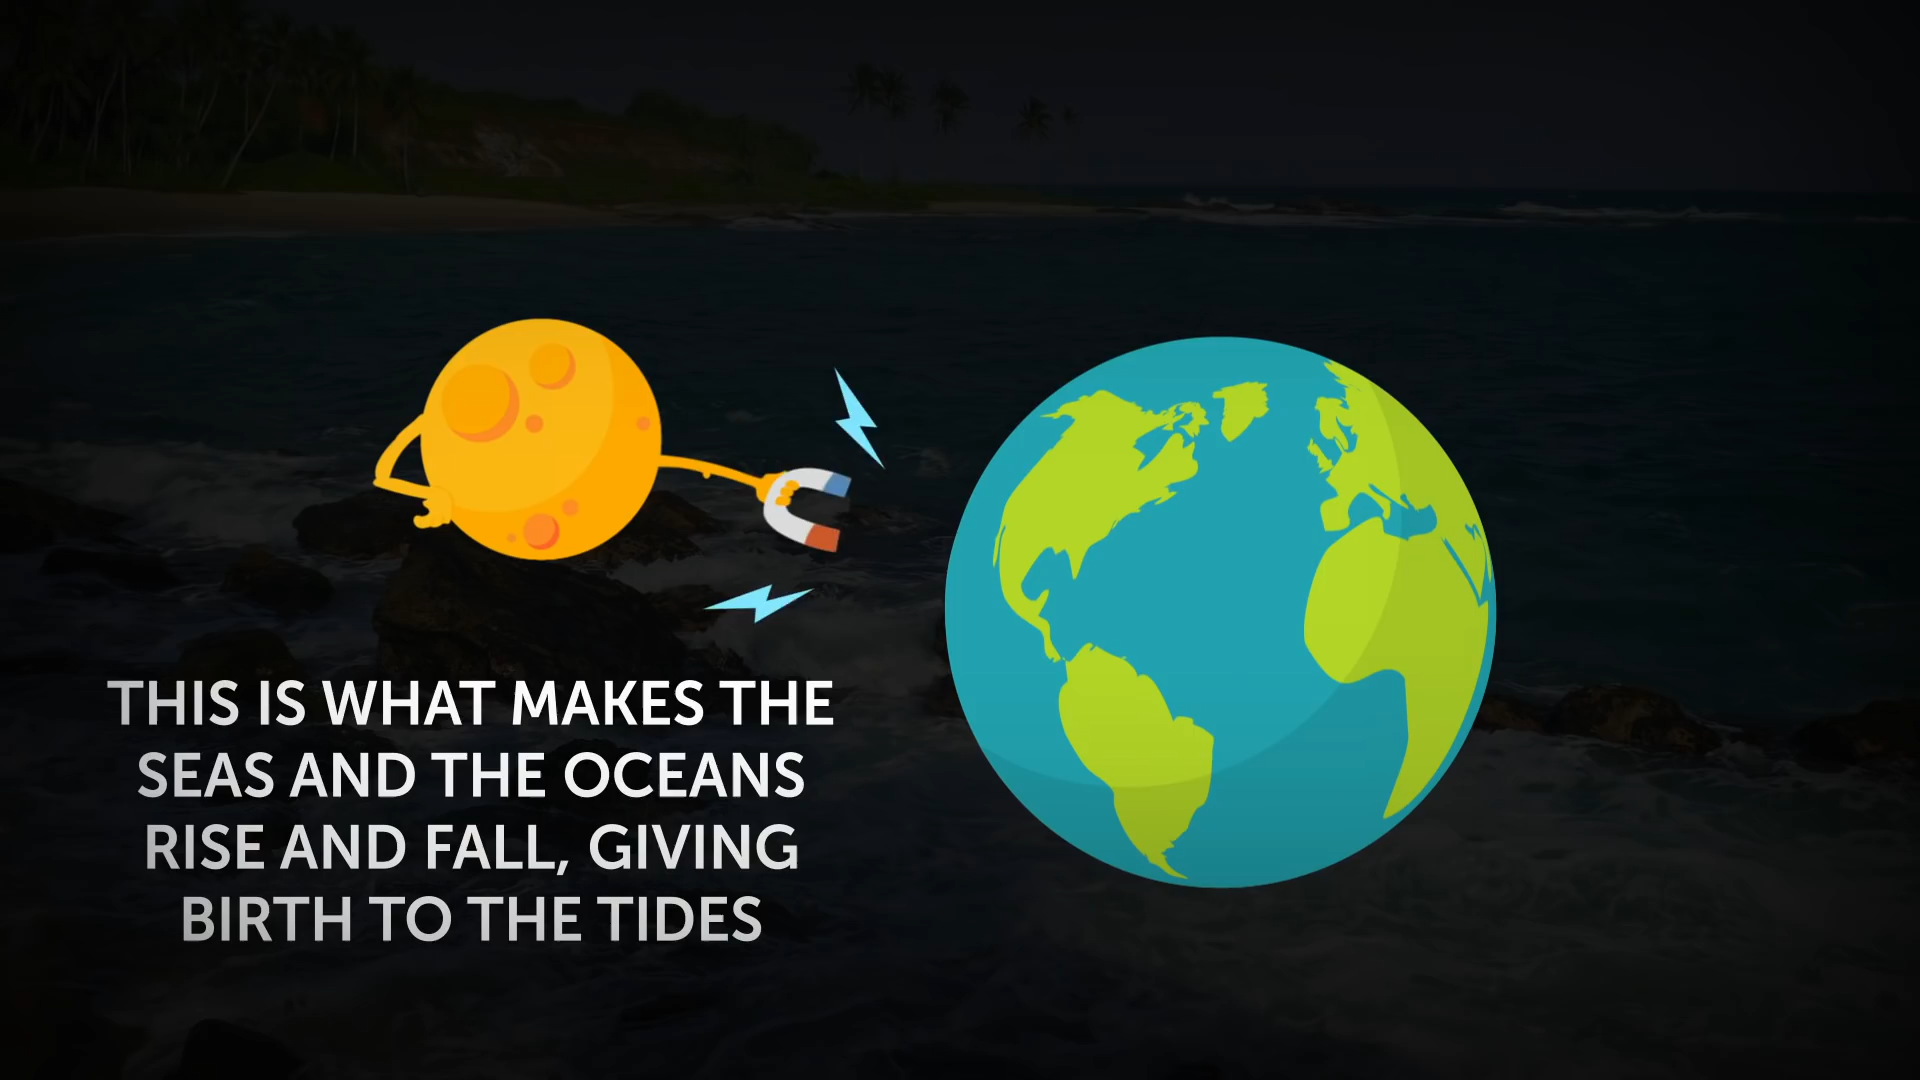 THIS IS WHAT MAKES THE
SEAS AND THE OCEANS
RISE AND FALL, GIVING
BIRTH TO THE TIDES